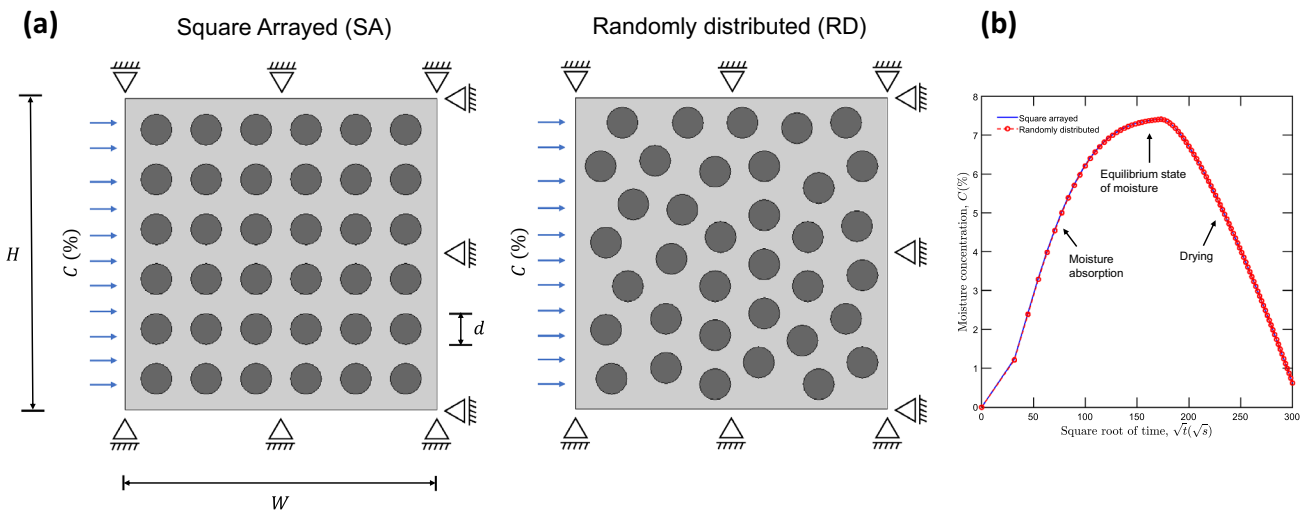 (a)
Square Arrayed (SA)
Randomly distributed (RD)
H
C (%)
d
W
C (%)
(b)
8
7
6
5
4
3
2
1
0
Moisture concentration, C(%)
Square arrayed
Randomly distributed
Equilibrium state
of moisture
Moisture
absorption
Drying
0
50
100
150
200
250
300
Square root of time, √t(√s)